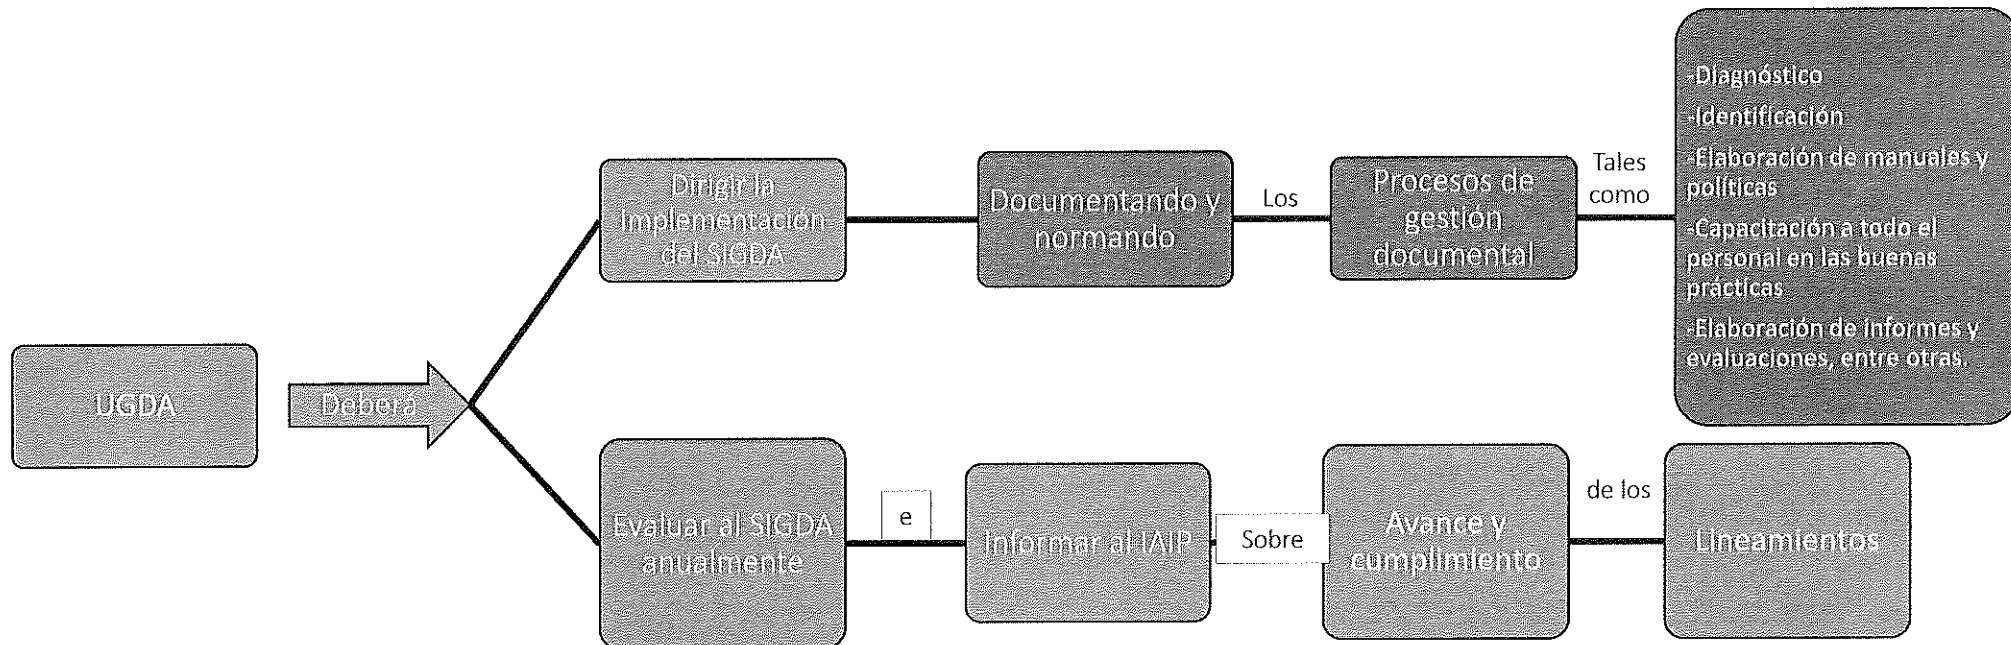 UGDA
Deberá
Dirigir la
Implementación
del SIGDA
Documentando y
normando
Los
Procesos de
gestión
documental
Tales
como
-Diagnóstico
-Identificación
-Elaboración de manuales y
políticas
-Capacitación a todo el
personal en las buenas
prácticas
-Elaboración de informes y
evaluaciones, entre otras.
Evaluar al SIGDA
anualmente
e
Informar al IAIP
Sobre
Avance y
cumplimiento
de los
Lineamientos